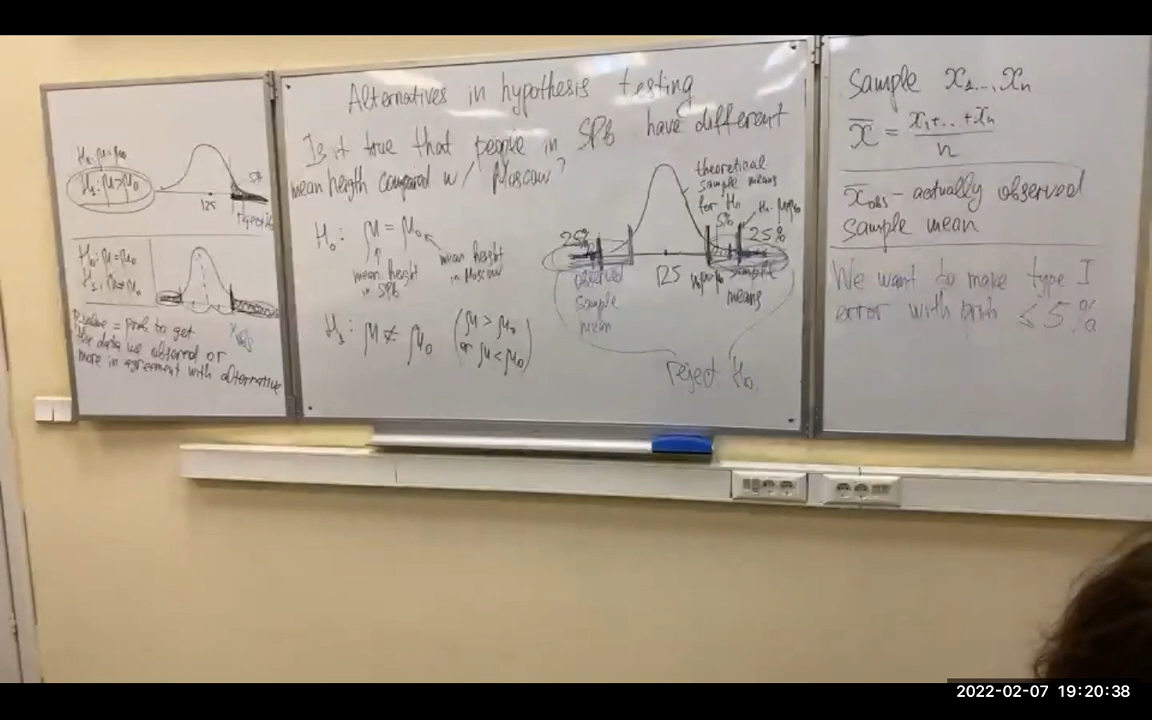 H₀: μ=μ₀
H₁: μ>μ₀
5%
125
reject H₀
H₀: μ=μ₀
H₁: μ≠μ₀
x̄obs
p value = prob to get
the data we observed or
more in agreement with alternative
Alternatives in hypothesis testing
Is it true that people in SPb have different
mean heigth compared w/ Moscow?
H₀: μ = μ₀
mean height
in SPb
mean height
in Moscow
H₁: μ ≠ μ₀ (μ > μ₀
or μ < μ₀)
theoretical
sample means
for H₀
5%
25%
25%
125
observed
sample
mean
sample
means
reject H₀
Sample x₁...,xₙ
x̄ = x₁+..+xₙ
n
x̄obs - actually observed
sample mean
We want to make type I
error with prob ≤ 5%
2022-02-07 19:20:38